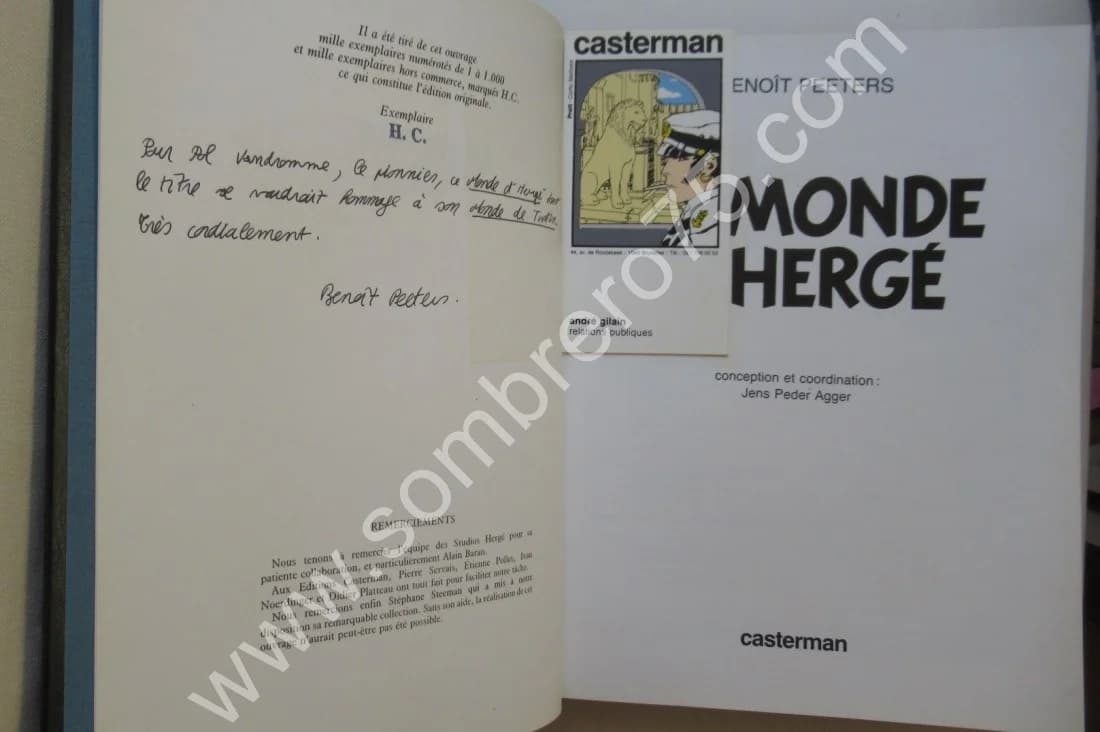 Il a été tiré de cet ouvrage
mille exemplaires numérotés de 1 à 1.000
et mille exemplaires hors commerce, marqués H.C.
ce qui constitue l'édition originale.
Exemplaire
H. C.
Pour Pol Vandromme, le pionnier, ce Monde d'Hergé dont
le titre se voudrait hommage à son Monde de Tintin.
Très cordialement.
Benoît Peeters.
REMERCIEMENTS
Nous tenons à remercier l'équipe des Studios Hergé pour sa
patiente collaboration, et particulièrement Alain Baran.
Aux Editions Casterman, Pierre Servais, Etienne Pollet, Ivan
Noerdinger et Didier Platteau ont tout fait pour faciliter notre tâche.
Nous remercions enfin Stéphane Steeman qui a mis à notre
disposition sa remarquable collection. Sans son aide, la réalisation de cet
ouvrage n'aurait peut-être pas été possible.
casterman
Pratt
andré gilain
relations publiques
ENOÎT PEETERS
MONDE
HERGÉ
conception et coordination :
Jens Peder Agger
casterman
www.sombrero76b.com